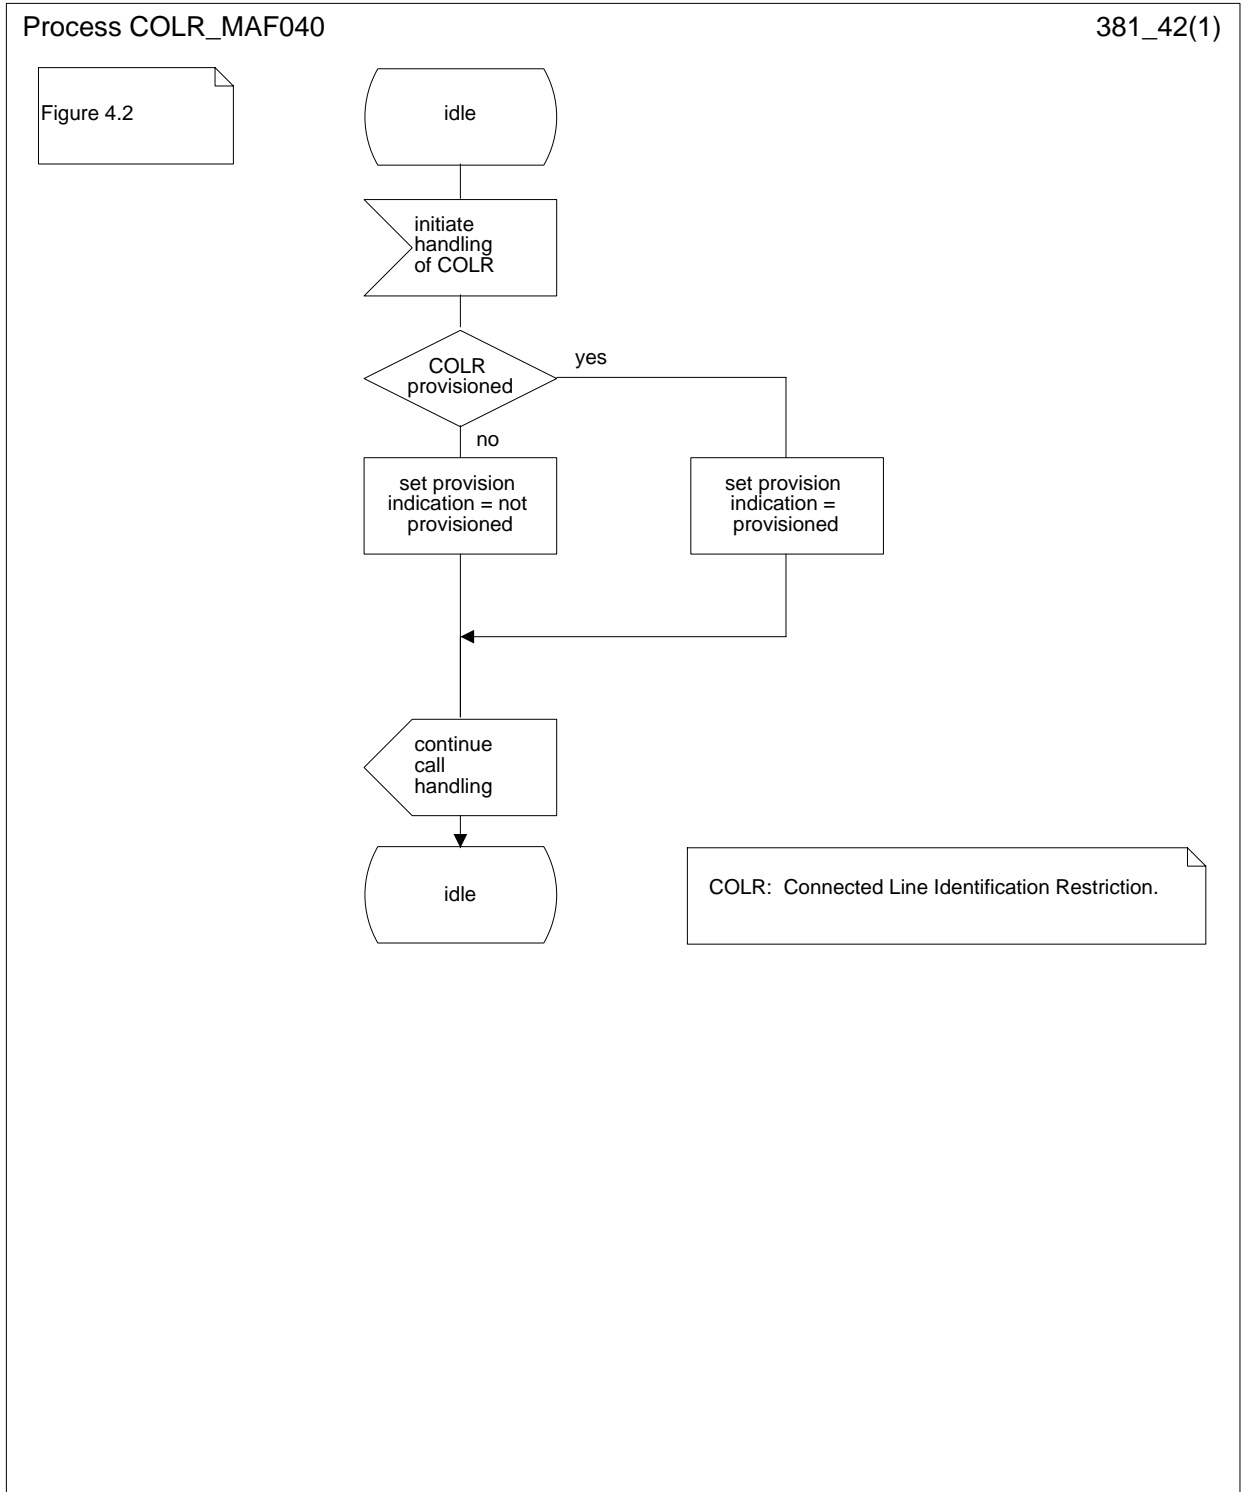 Process COLR_MAF040
381_42(1)
Figure 4.2
idle
initiate
handling
of COLR
COLR
provisioned
yes
no
set provision
indication = not
provisioned
set provision
indication =
provisioned
continue
call
handling
idle
COLR:  Connected Line Identification Restriction.